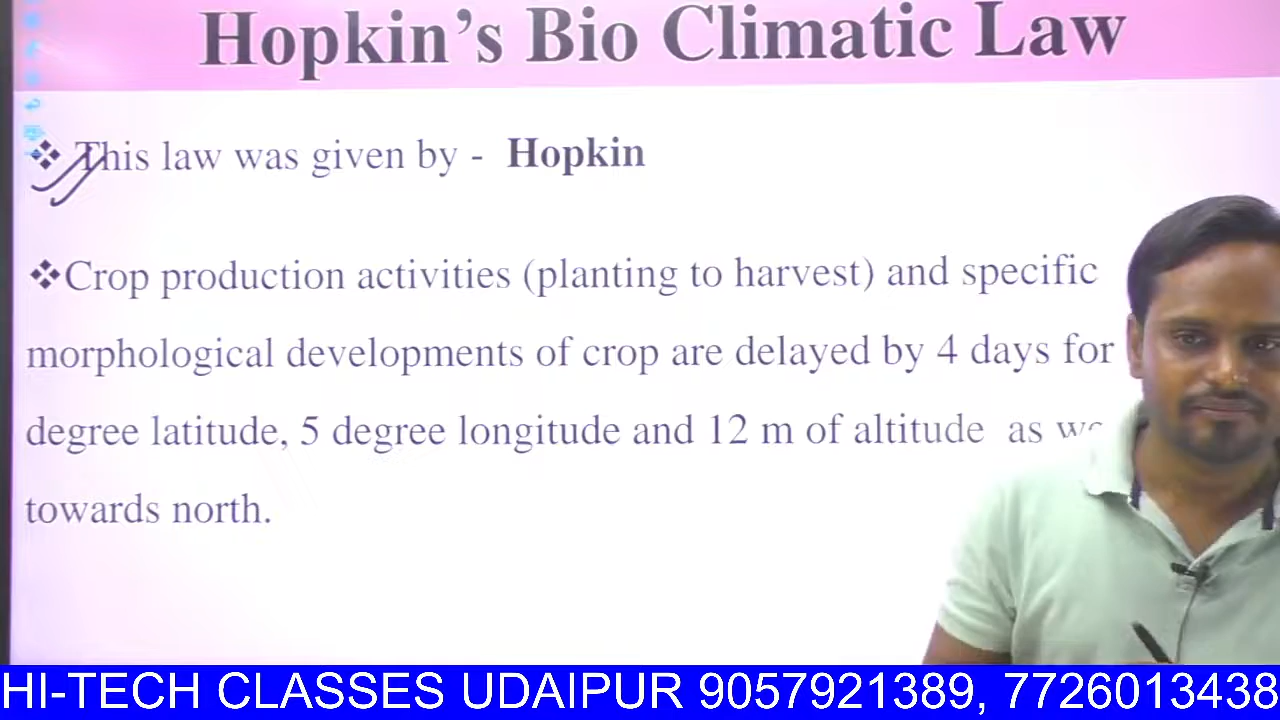 Hopkin's Bio Climatic Law
❖ This law was given by - Hopkin
❖Crop production activities (planting to harvest) and specific
morphological developments of crop are delayed by 4 days for
degree latitude, 5 degree longitude and 12 m of altitude as
towards north.
HI-TECH CLASSES UDAIPUR 9057921389, 7726013438